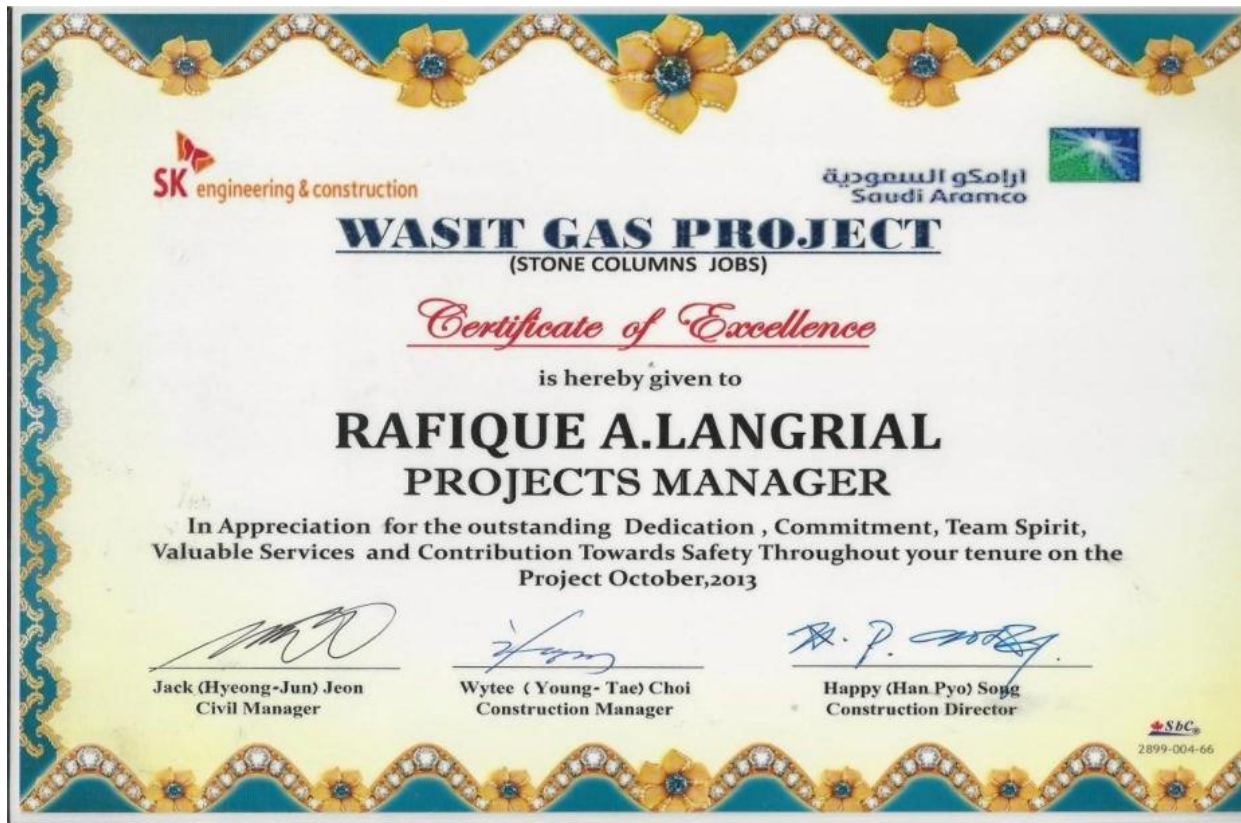 SK engineering & construction
ارامكو السعودية
Saudi Aramco
WASIT GAS PROJECT
(STONE COLUMNS JOBS)
Certificate of Excellence
is hereby given to
RAFIQUE A.LANGRIAL
PROJECTS MANAGER
In Appreciation for the outstanding Dedication , Commitment, Team Spirit,
Valuable Services and Contribution Towards Safety Throughout your tenure on the
Project October,2013
Jack (Hyeong-Jun) Jeon
Civil Manager
Wytee ( Young- Tae) Choi
Construction Manager
H. P.
Happy (Han Pyo) Song
Construction Director
SbC
2899-004-66